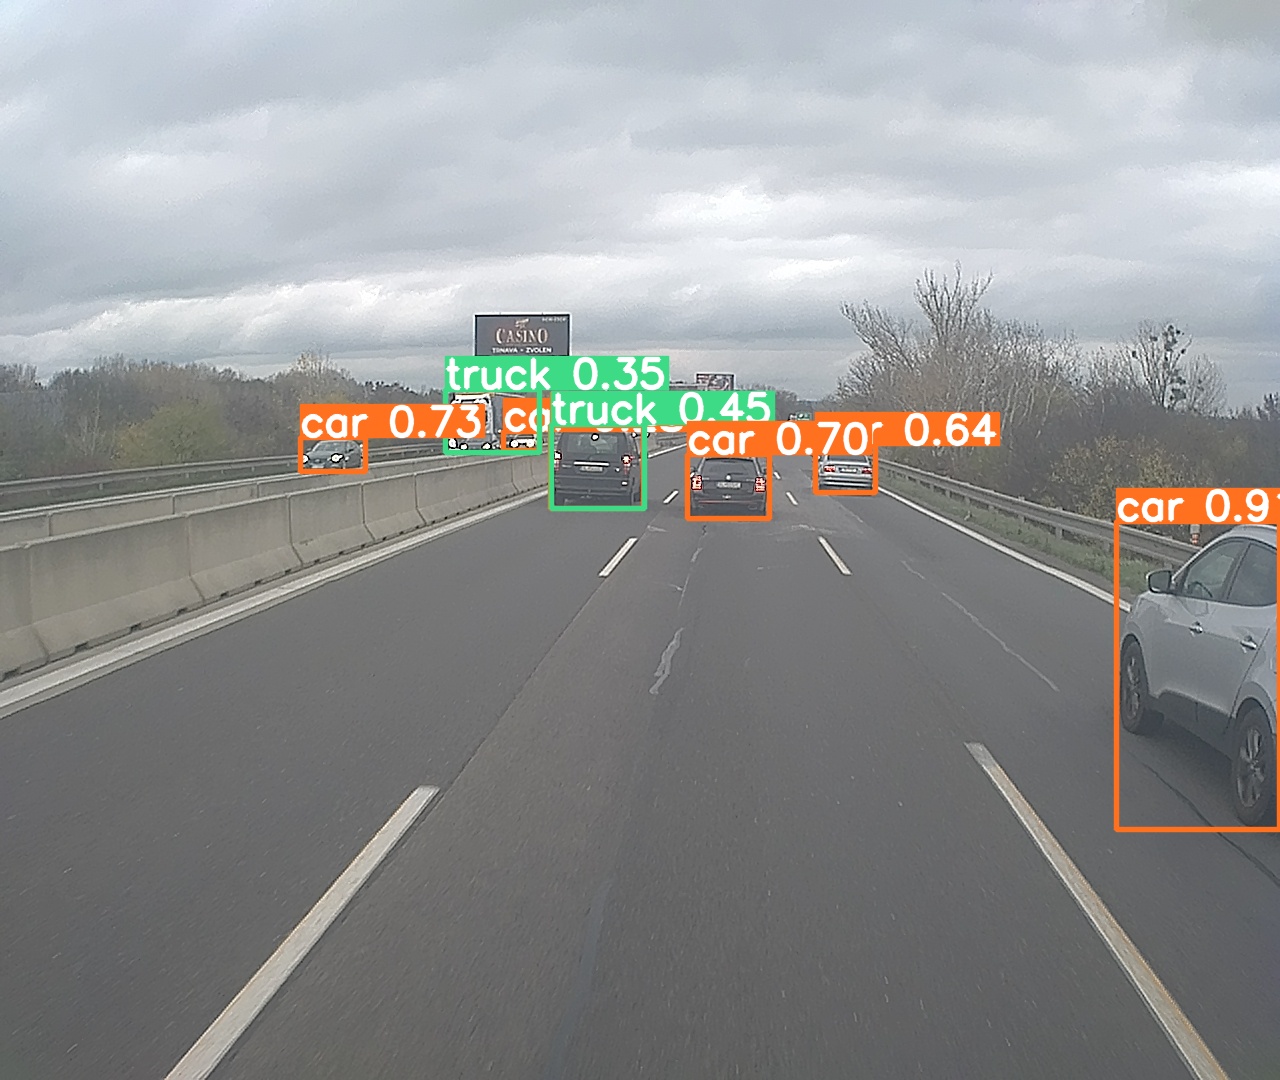 CASINO
TRNAVA - ZVOLEN
truck 0.35
car 0.73
truck 0.45
car 0.70
0.64
car 0.9